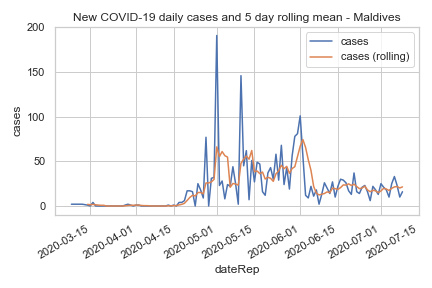 New COVID-19 daily cases and 5 day rolling mean - Maldives
200
150
100
50
0
cases
cases
cases (rolling)
2020-03-15
2020-04-01
2020-04-15
2020-05-01
2020-05-15
2020-06-01
2020-06-15
2020-07-01
2020-07-15
dateRep